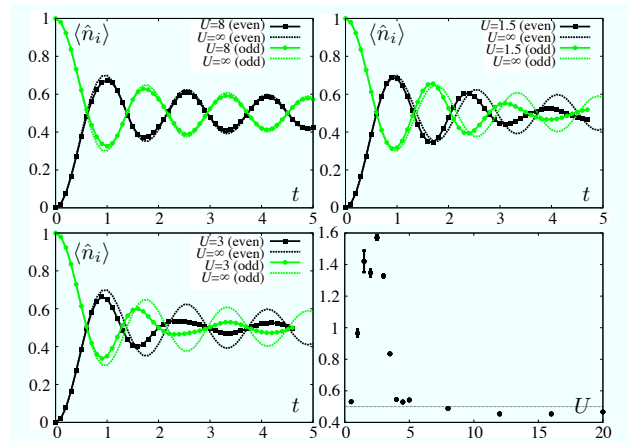 ⟨n̂ᵢ⟩
U=8 (even)
U=∞ (even)
U=8 (odd)
U=∞ (odd)
1
0.8
0.6
0.4
0.2
0
0 1 2 3 4 5
t
⟨n̂ᵢ⟩
U=1.5 (even)
U=∞ (even)
U=1.5 (odd)
U=∞ (odd)
1
0.8
0.6
0.4
0.2
0
0 1 2 3 4 5
t
⟨n̂ᵢ⟩
U=3 (even)
U=∞ (even)
U=3 (odd)
U=∞ (odd)
1
0.8
0.6
0.4
0.2
0
0 1 2 3 4 5
t
1.6
1.4
1.2
1
0.8
0.6
0.4
0 5 10 15 20
U